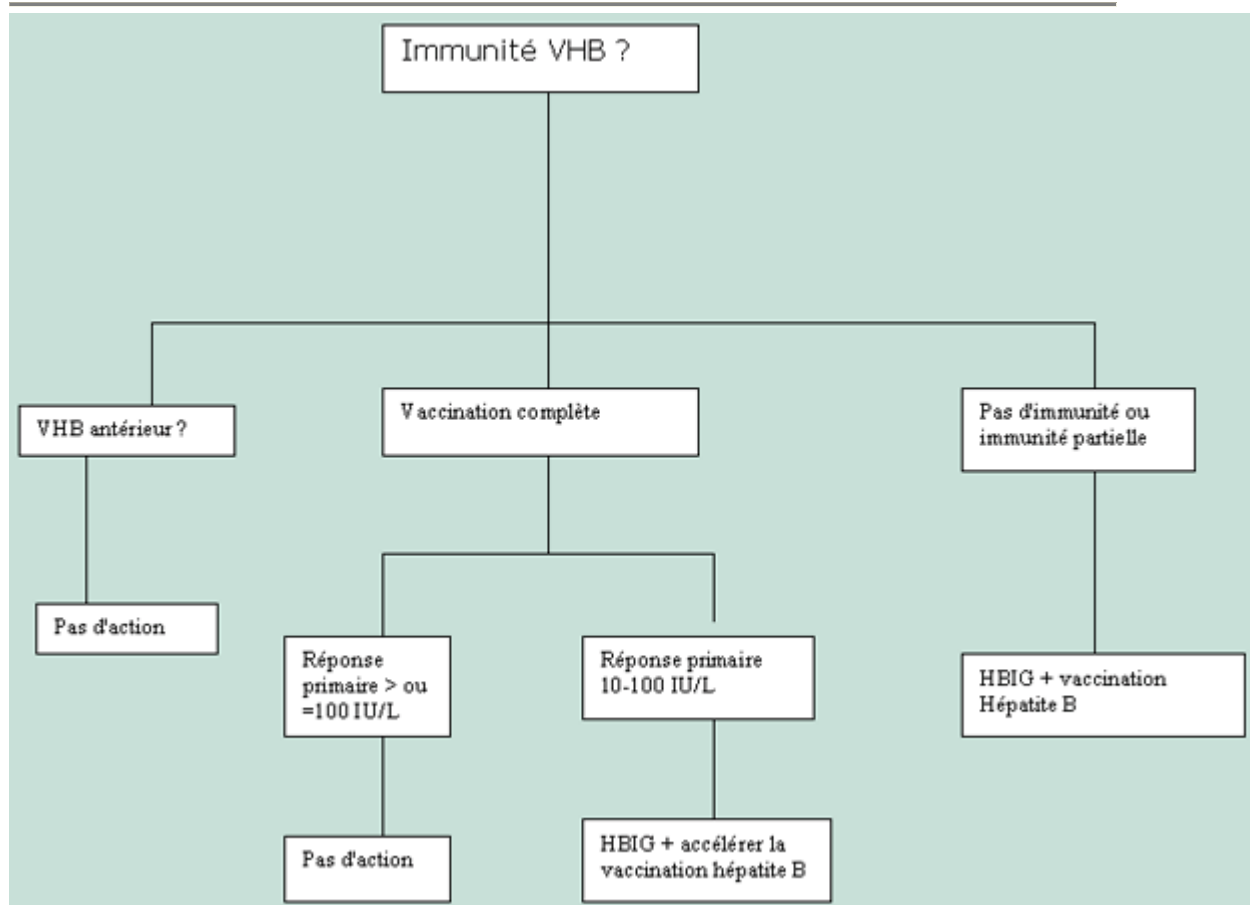 Immunité VHB ?
VHB antérieur ?
Vaccination complète
Pas d'immunité ou
immunité partielle
Pas d'action
Réponse
primaire > ou
=100 IU/L
Réponse primaire
10-100 IU/L
HBIG + vaccination
Hépatite B
Pas d'action
HBIG + accélérer la
vaccination hépatite B